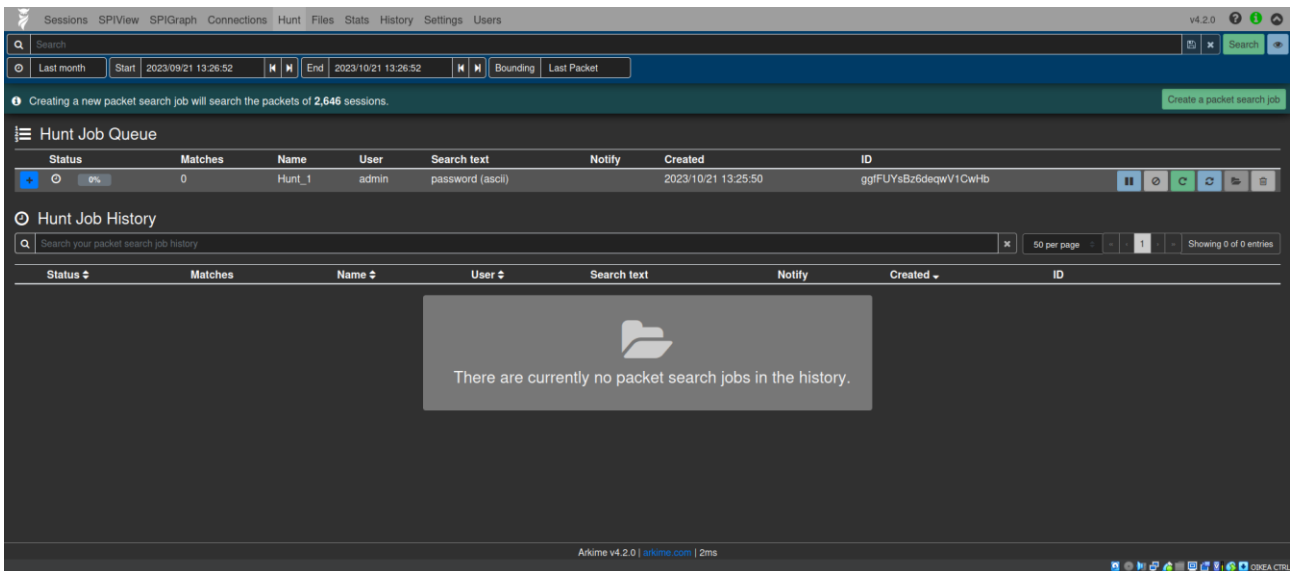 Sessions SPIView SPIGraph Connections Hunt Files Stats History Settings Users v4.2.0
Search Search
Last month Start 2023/09/21 13:26:52 End 2023/10/21 13:26:52 Bounding Last Packet
Creating a new packet search job will search the packets of 2,646 sessions. Create a packet search job
Hunt Job Queue
Status Matches Name User Search text Notify Created ID
0% 0 Hunt_1 admin password (ascii) 2023/10/21 13:25:50 ggfFUYsBz6deqwV1CwHb
Hunt Job History
Search your packet search job history 50 per page « ‹ 1 › » Showing 0 of 0 entries
Status Matches Name User Search text Notify Created ID
There are currently no packet search jobs in the history.
Arkime v4.2.0 | arkime.com | 2ms
OIKEA CTRL